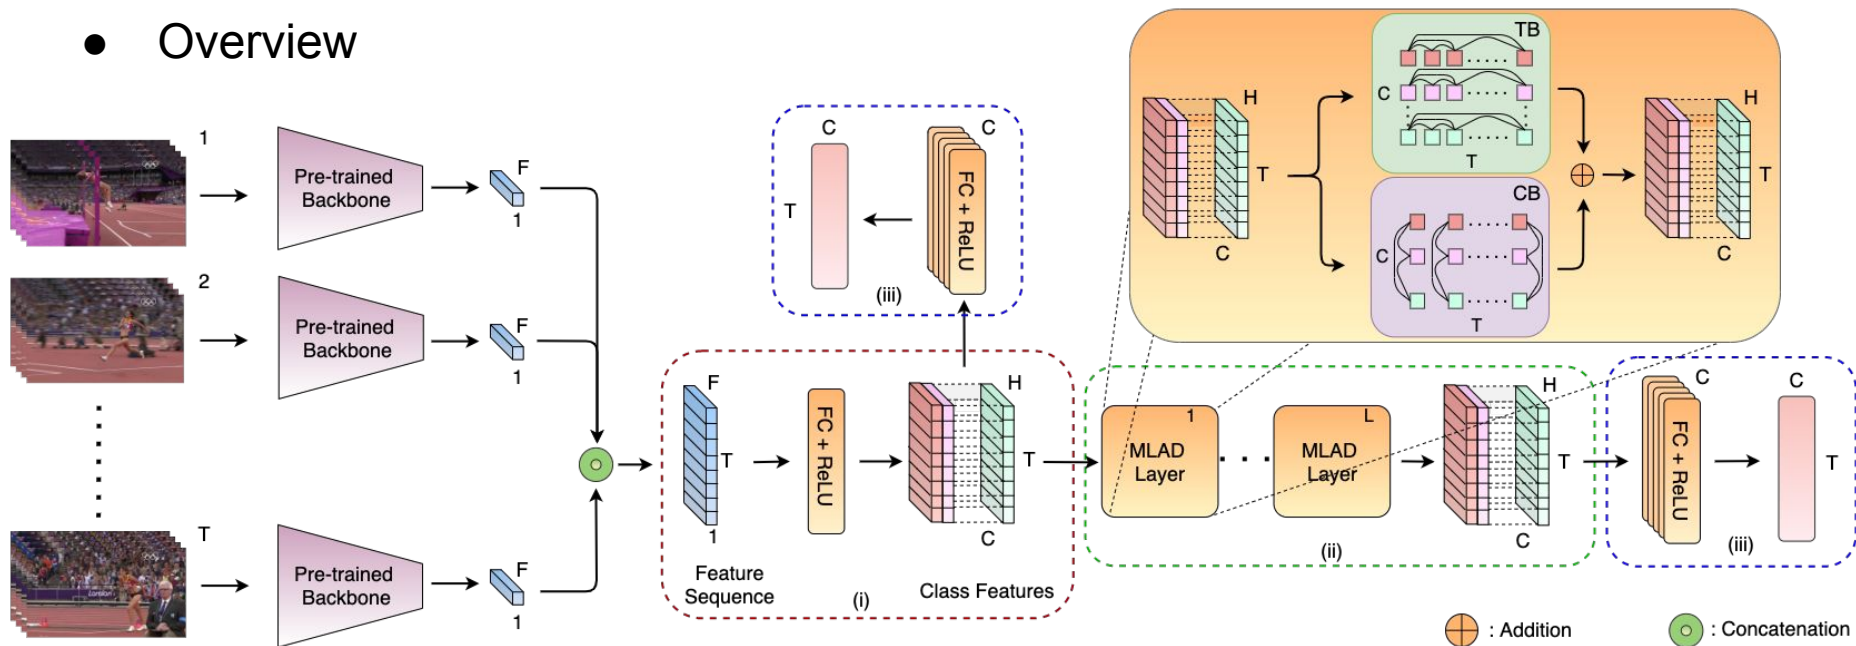 ● Overview
1
Pre-trained
Backbone
F
1
2
Pre-trained
Backbone
F
1
T
London
Pre-trained
Backbone
F
1
F
T
1
Feature
Sequence
FC + ReLU
H
T
C
Class Features
(i)
C
T
C
FC + ReLU
(iii)
MLAD
Layer
1
MLAD
Layer
L
H
T
C
(ii)
C
FC + ReLU
C
T
(iii)
H
T
C
TB
C
T
CB
C
T
H
T
C
: Addition
: Concatenation